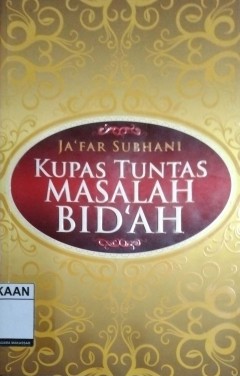 JA'FAR SUBHANI
KUPAS TUNTAS
MASALAH
BID'AH
KAAN